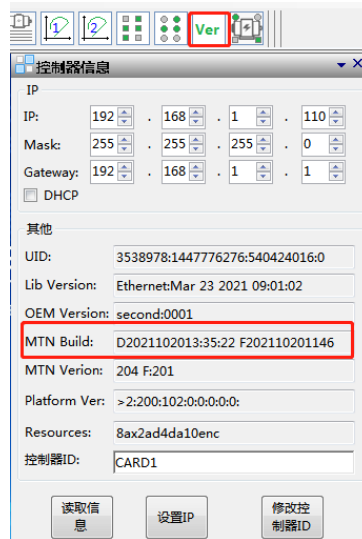 1 2 Ver
控制器信息
IP
IP: 192 . 168 . 1 . 110
Mask: 255 . 255 . 255 . 0
Gateway: 192 . 168 . 1 . 1
DHCP
其他
UID: 3538978:1447776276:540424016:0
Lib Version: Ethernet:Mar 23 2021 09:01:02
OEM Version: second:0001
MTN Build: D2021102013:35:22 F202110201146
MTN Verion: 204 F:201
Platform Ver: >2:200:102:0:0:0:0:
Resources: 8ax2ad4da10enc
控制器ID: CARD1
读取信
息
设置IP
修改控
制器ID